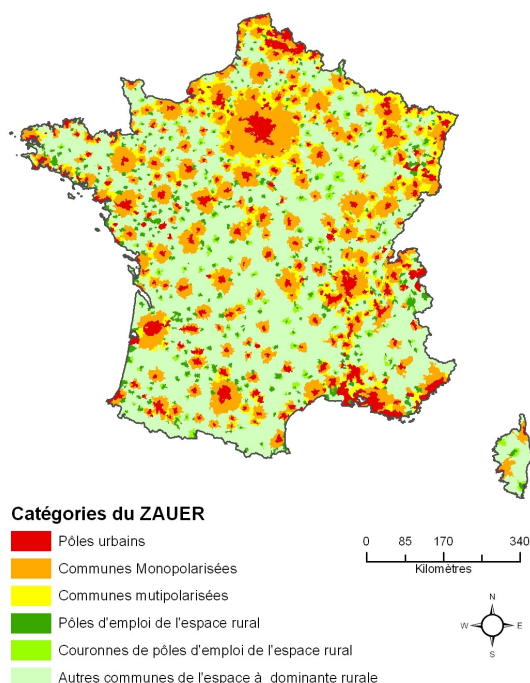 Catégories du ZAUER
Pôles urbains
Communes Monopolarisées
Communes mutipolarisées
Pôles d'emploi de l'espace rural
Couronnes de pôles d'emploi de l'espace rural
Autres communes de l'espace à dominante rurale
0 85 170 340
Kilomètres
N
W E
S